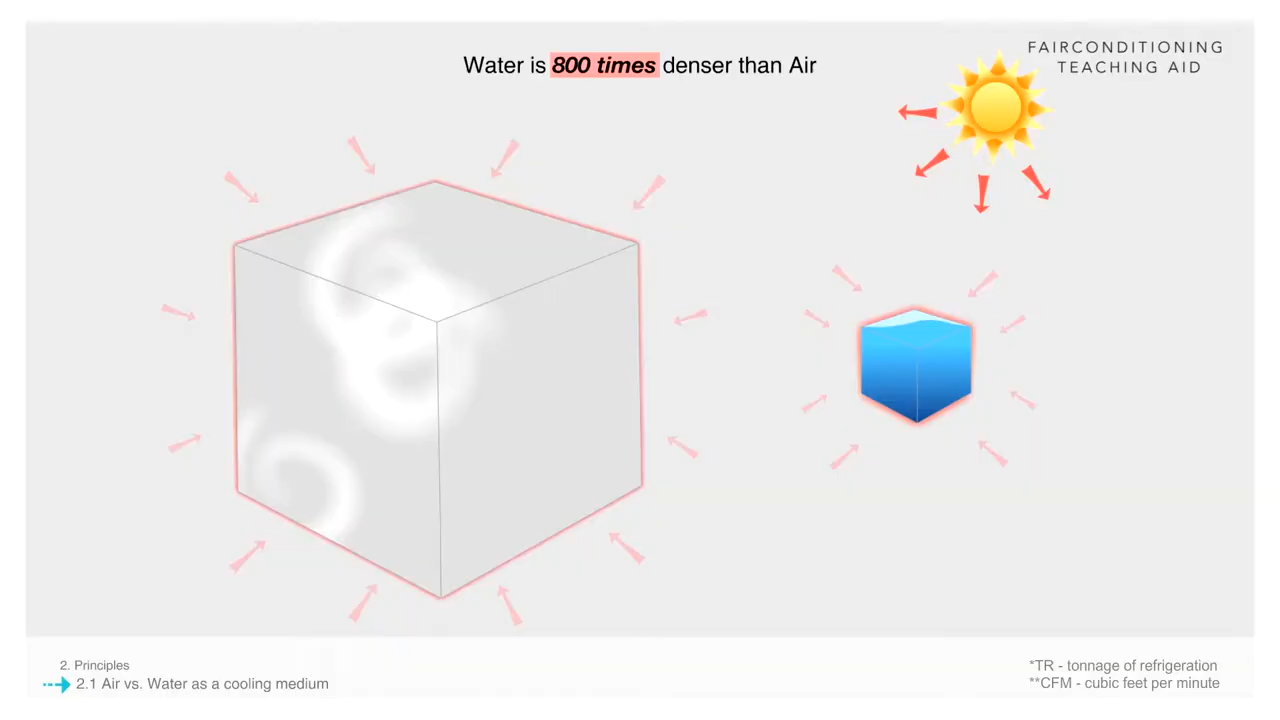 Water is 800 times denser than Air
FAIRCONDITIONING
TEACHING AID
2. Principles
2.1 Air vs. Water as a cooling medium
*TR - tonnage of refrigeration
**CFM - cubic feet per minute